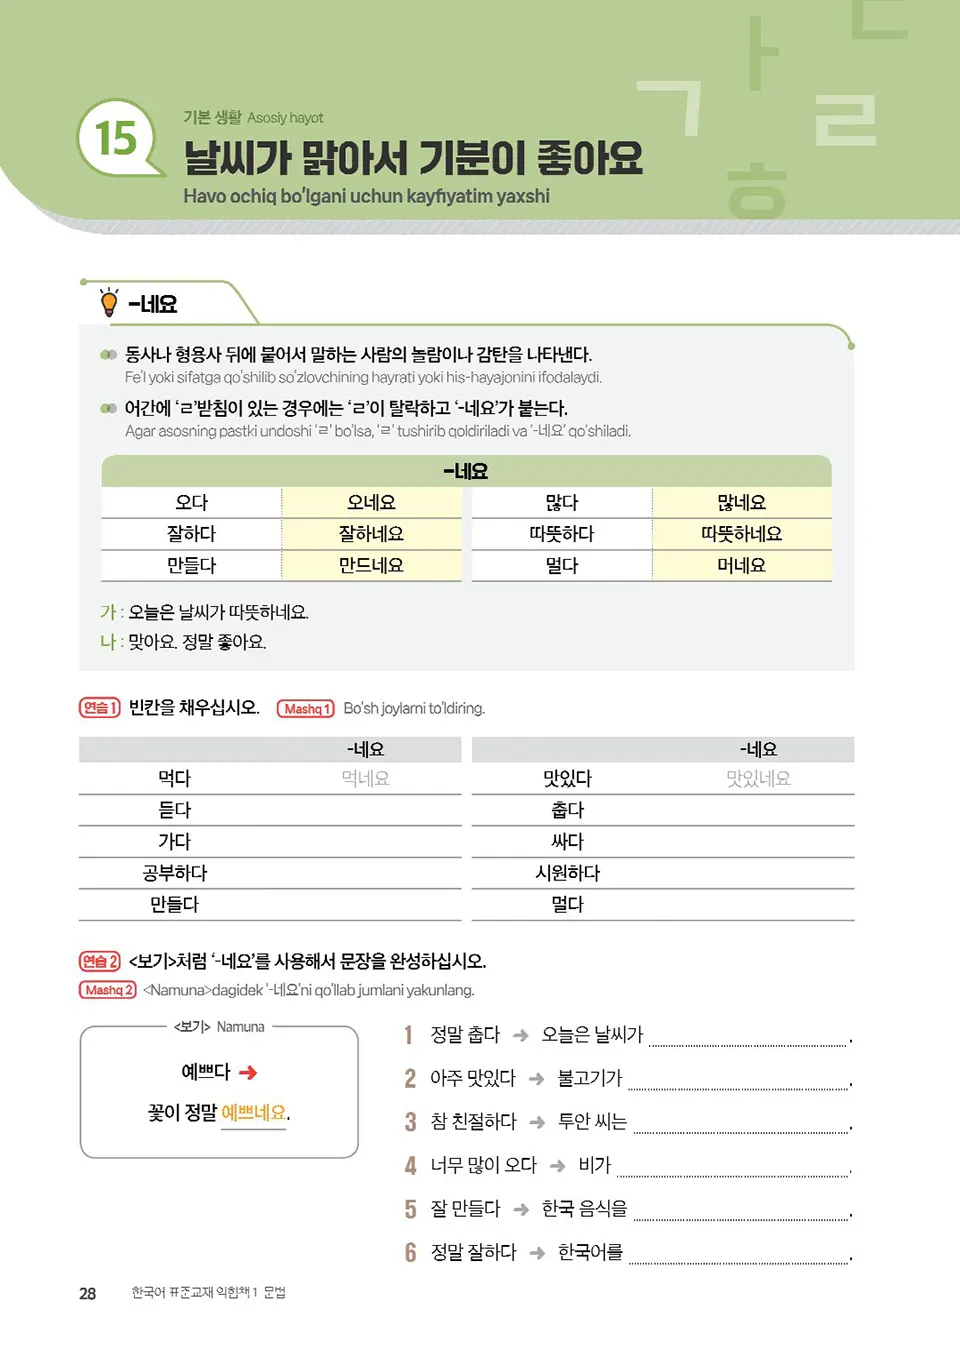 15
기본 생활 Asosiy hayot
날씨가 맑아서 기분이 좋아요
Havo ochiq bo'lgani uchun kayfiyatim yaxshi
ㄱ ㅏ ㄷ ㄹ ㅎ
-네요
동사나 형용사 뒤에 붙어서 말하는 사람의 놀람이나 감탄을 나타낸다.
Fe'l yoki sifatga qo'shilib so'zlovchining hayrati yoki his-hayajonini ifodalaydi.
어간에 'ㄹ'받침이 있는 경우에는 'ㄹ'이 탈락하고 '-네요'가 붙는다.
Agar asosning pastki undoshi 'ㄹ' bo'lsa, 'ㄹ' tushirib qoldiriladi va '-네요' qo'shiladi.
-네요
오다 오네요 많다 많네요
잘하다 잘하네요 따뜻하다 따뜻하네요
만들다 만드네요 멀다 머네요
가 : 오늘은 날씨가 따뜻하네요.
나 : 맞아요. 정말 좋아요.
연습 1 빈칸을 채우십시오. Mashq 1 Bo'sh joylarni to'ldiring.
-네요 -네요
먹다 먹네요 맛있다 맛있네요
듣다 춥다
가다 싸다
공부하다 시원하다
만들다 멀다
연습 2 <보기>처럼 '-네요'를 사용해서 문장을 완성하십시오.
Mashq 2 <Namuna>dagidek '-네요'ni qo'llab jumlani yakunlang.
<보기> Namuna
예쁘다 ➜
꽃이 정말 예쁘네요.
1 정말 춥다 ➜ 오늘은 날씨가 .
2 아주 맛있다 ➜ 불고기가 .
3 참 친절하다 ➜ 투안 씨는 .
4 너무 많이 오다 ➜ 비가 .
5 잘 만들다 ➜ 한국 음식을 .
6 정말 잘하다 ➜ 한국어를 .
28 한국어 표준교재 익힘책 1 문법